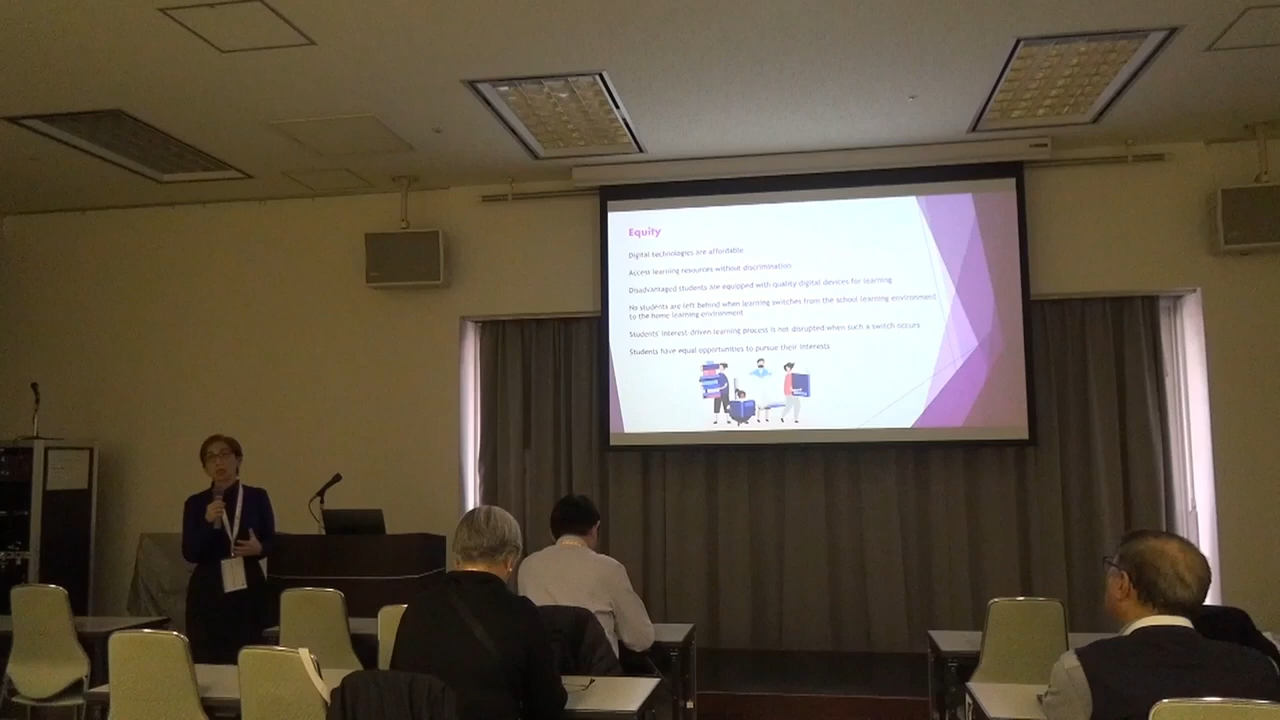 Equity
Digital technologies are affordable
Access learning resources without discrimination
Disadvantaged students are equipped with quality digital devices for learning
No students are left behind when learning switches from the school learning environment
to the home learning environment
Students' interest-driven learning process is not disrupted when such a switch occurs
Students have equal opportunities to pursue their interests